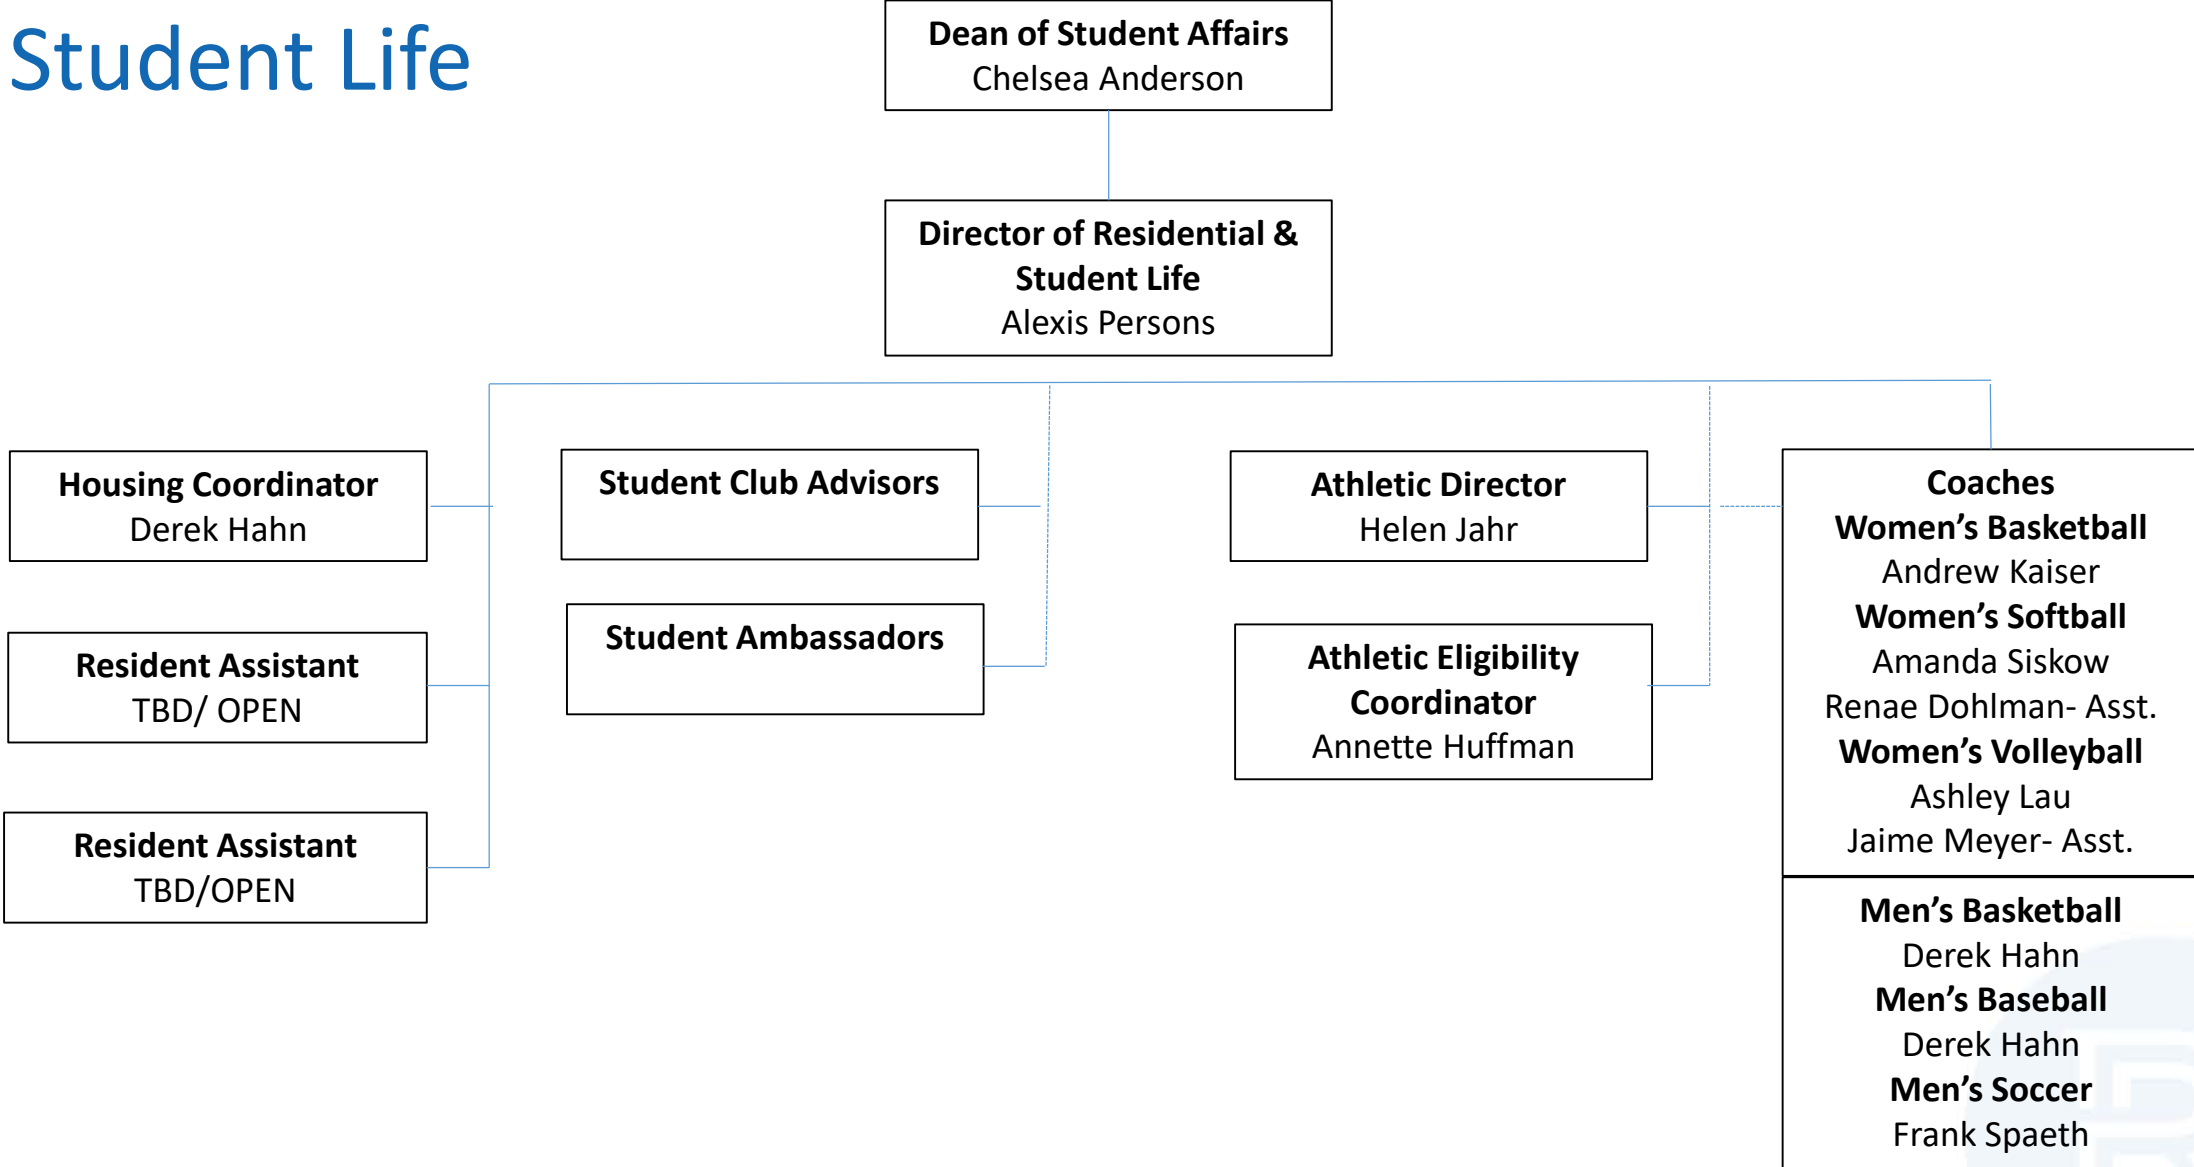 Student Life
Dean of Student Affairs
Chelsea Anderson
Director of Residential &
Student Life
Alexis Persons
Housing Coordinator
Derek Hahn
Resident Assistant
TBD/ OPEN
Resident Assistant
TBD/OPEN
Student Club Advisors
Student Ambassadors
Athletic Director
Helen Jahr
Athletic Eligibility
Coordinator
Annette Huffman
Coaches
Women’s Basketball
Andrew Kaiser
Women’s Softball
Amanda Siskow
Renae Dohlman- Asst.
Women’s Volleyball
Ashley Lau
Jaime Meyer- Asst.
Men’s Basketball
Derek Hahn
Men’s Baseball
Derek Hahn
Men’s Soccer
Frank Spaeth